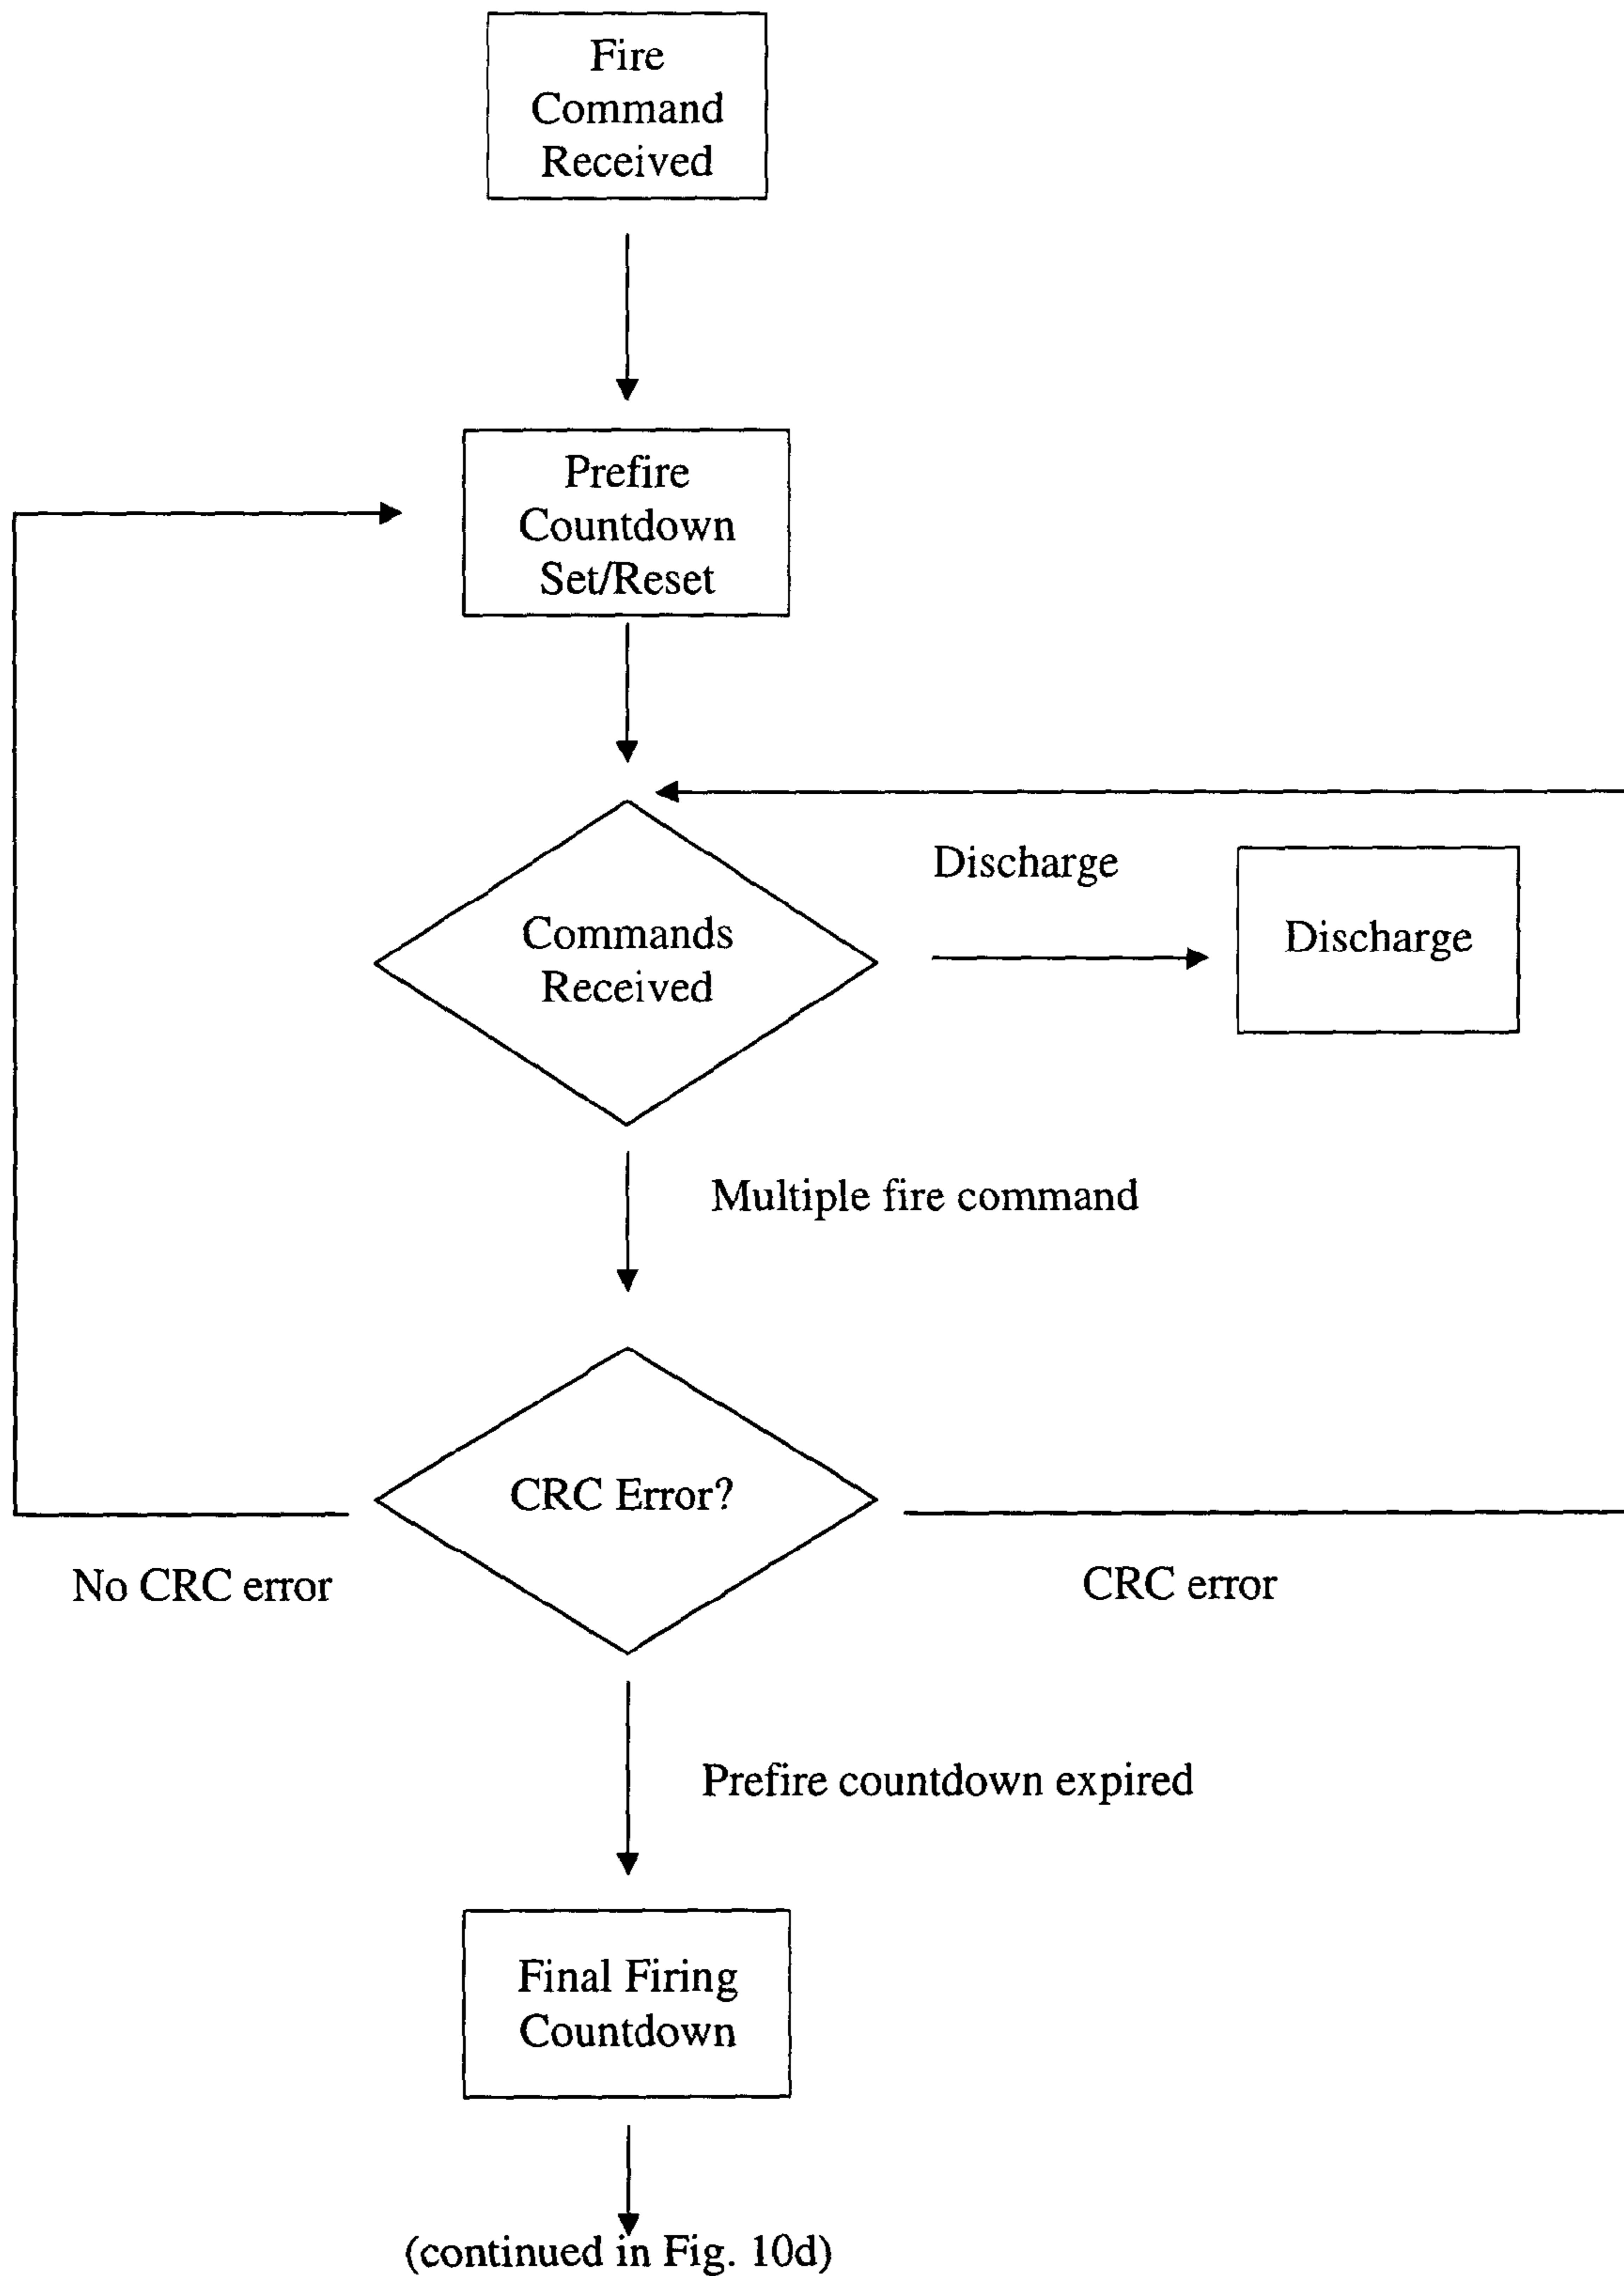 Fire
Command
Received
Prefire
Countdown
Set/Reset
Discharge
Discharge
Commands
Received
Multiple fire command
CRC Error?
No CRC error
CRC error
Prefire countdown expired
Final Firing
Countdown
(continued in Fig. 10d)